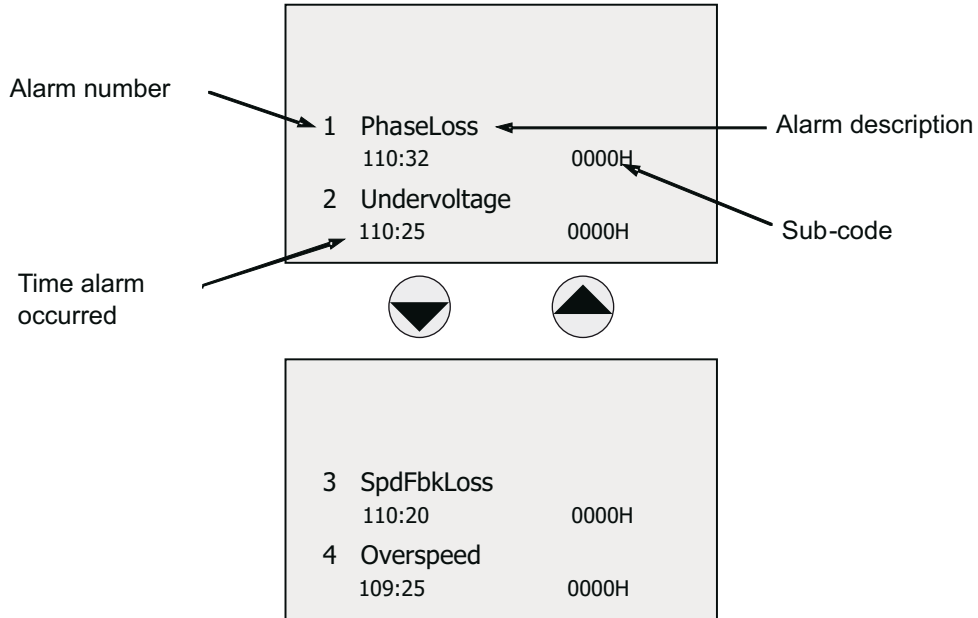 Alarm number
1 PhaseLoss
Alarm description
110:32 0000H
2 Undervoltage
110:25 0000H
Sub-code
Time alarm
occurred
3 SpdFbkLoss
110:20 0000H
4 Overspeed
109:25 0000H